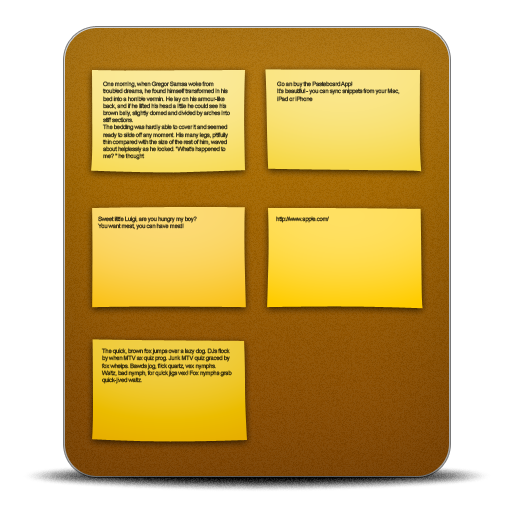 One morning, when Gregor Samsa woke from
troubled dreams, he found himself transformed in his
bed into a horrible vermin. He lay on his armour-like
back, and if he lifted his head a little he could see his
brown belly, slightly domed and divided by arches into
stiff sections.
The bedding was hardly able to cover it and seemed
ready to slide off any moment. His many legs, pitifully
thin compared with the size of the rest of him, waved
about helplessly as he looked. "What's happened to
me? " he thought
Go an buy the Pasteboard App!
It's beautiful - you can sync snippets from your Mac,
iPad or iPhone
Sweet little Luigi, are you hungry my boy?
You want meat, you can have meat!
http://www.apple.com/
The quick, brown fox jumps over a lazy dog. DJs flock
by when MTV ax quiz prog. Junk MTV quiz graced by
fox whelps. Bawds jog, flick quartz, vex nymphs.
Waltz, bad nymph, for quick jigs vex! Fox nymphs grab
quick-jived waltz.